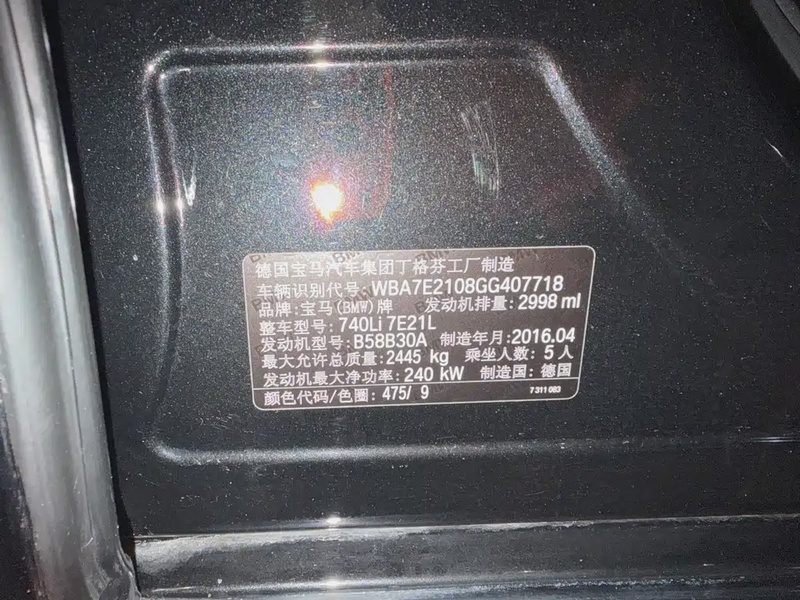 德国宝马汽车集团丁格芬工厂制造
车辆识别代号: WBA7E2108GG407718
品牌: 宝马(BMW)牌 发动机排量: 2998 ml
整车型号: 740Li 7E21L
发动机型号: B58B30A 制造年月: 2016.04
最大允许总质量: 2445 kg 乘坐人数: 5 人
发动机最大净功率: 240 kW 制造国: 德国
颜色代码/色圈: 475/ 9 7 311 083